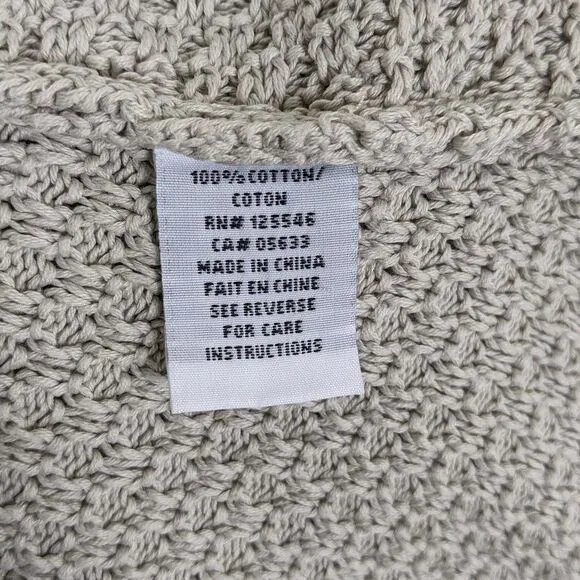 100% COTTON/
COTON
RN# 125546
CA# 05633
MADE IN CHINA
FAIT EN CHINE
SEE REVERSE
FOR CARE
INSTRUCTIONS